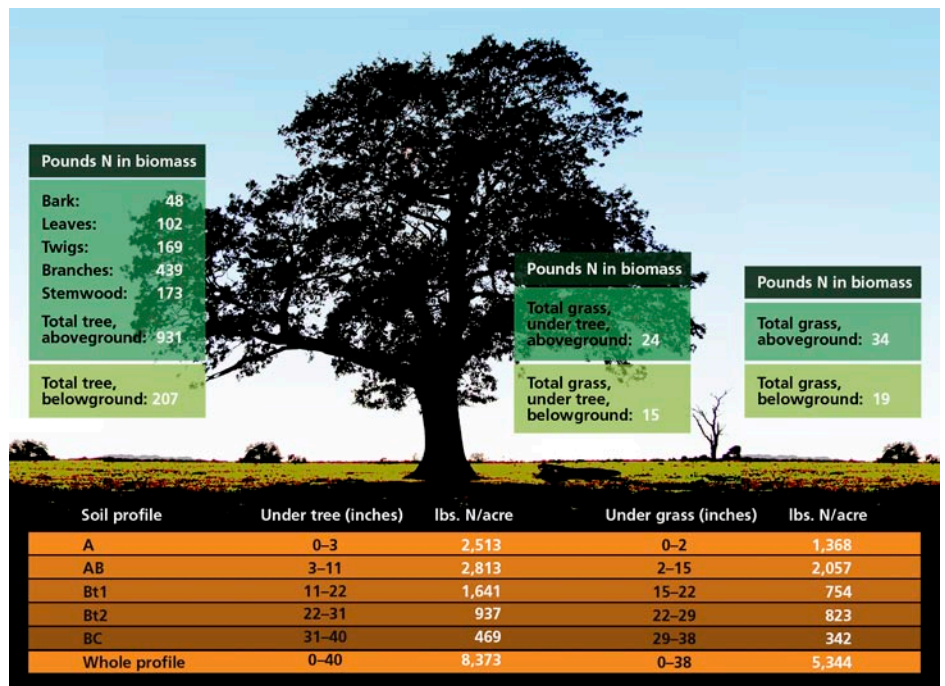 Pounds N in biomass
Bark: 48
Leaves: 102
Twigs: 169
Branches: 439
Stemwood: 173
Total tree,
aboveground: 931
Total tree,
belowground: 207
Pounds N in biomass
Total grass,
under tree,
aboveground: 24
Total grass,
under tree,
belowground: 15
Pounds N in biomass
Total grass,
aboveground: 34
Total grass,
belowground: 19
Soil profile Under tree (inches) lbs. N/acre Under grass (inches) lbs. N/acre
A 0–3 2,513 0–2 1,368
AB 3–11 2,813 2–15 2,057
Bt1 11–22 1,641 15–22 754
Bt2 22–31 937 22–29 823
BC 31–40 469 29–38 342
Whole profile 0–40 8,373 0–38 5,344